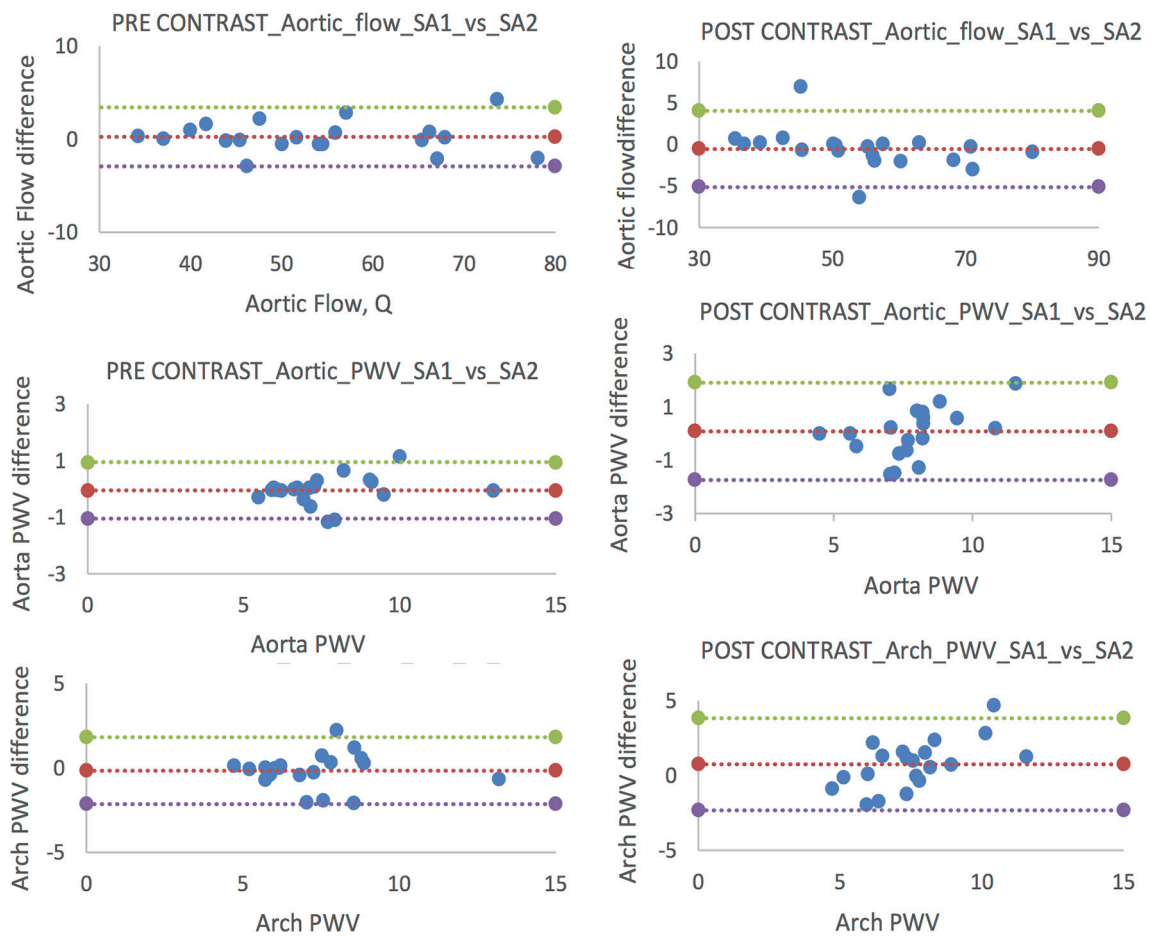 PRE CONTRAST_Aortic_flow_SA1_vs_SA2
10
0
-10
30 40 50 60 70 80
Aortic Flow difference
Aortic Flow, Q
POST CONTRAST_Aortic_flow_SA1_vs_SA2
10
5
0
-5
-10
30 50 70 90
Aortic flowdifference
PRE CONTRAST_Aortic_PWV_SA1_vs_SA2
3
1
-1
-3
0 5 10 15
Aorta PWV difference
Aorta PWV
POST CONTRAST_Aortic_PWV_SA1_vs_SA2
3
1
-1
-3
0 5 10 15
Aorta PWV difference
Aorta PWV
5
0
-5
0 5 10 15
Arch PWV difference
Arch PWV
POST CONTRAST_Arch_PWV_SA1_vs_SA2
5
0
-5
0 5 10 15
Arch PWV difference
Arch PWV